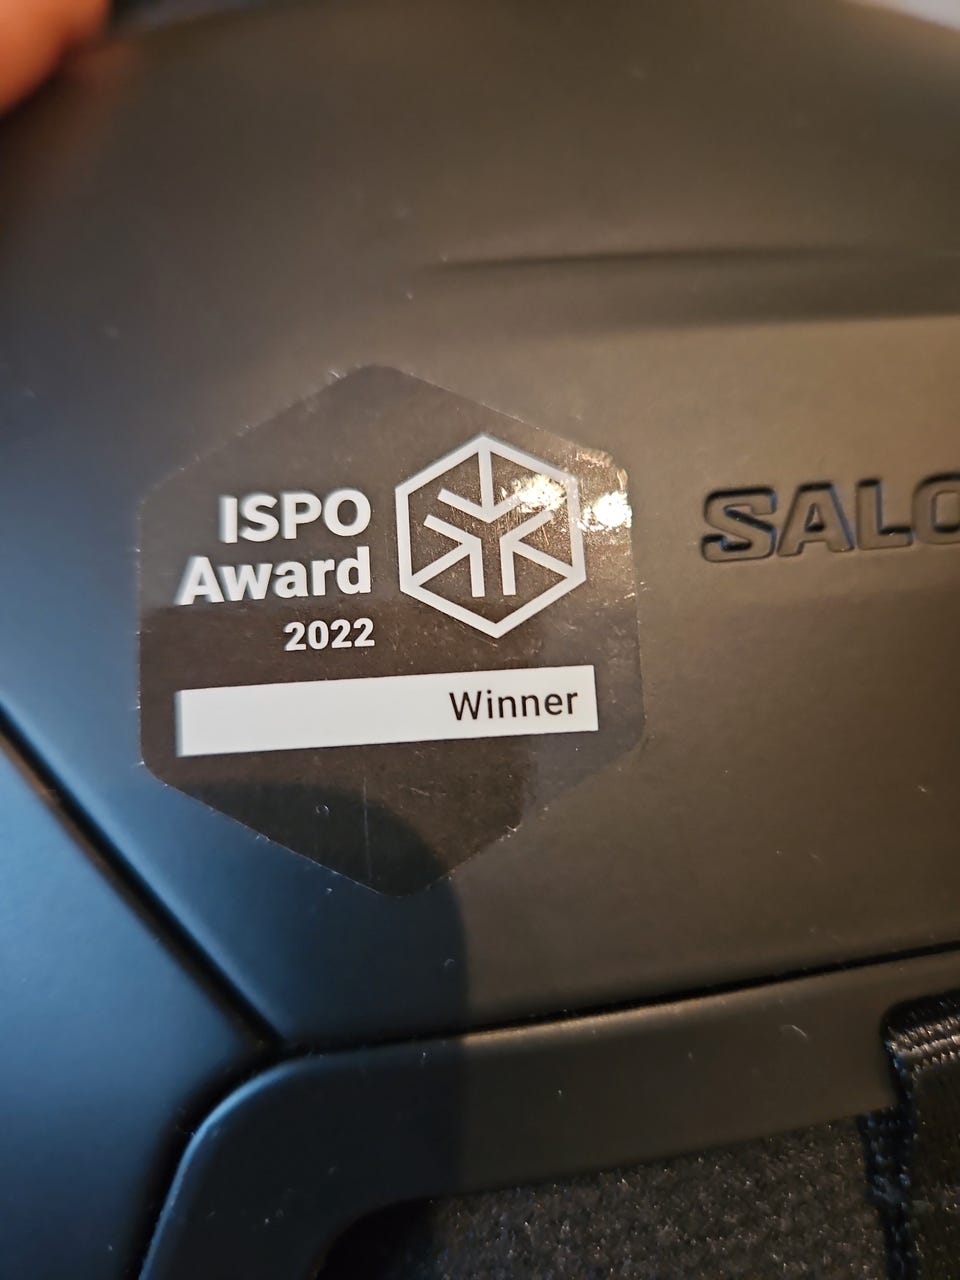 ISPO
Award
2022
Winner
SALO